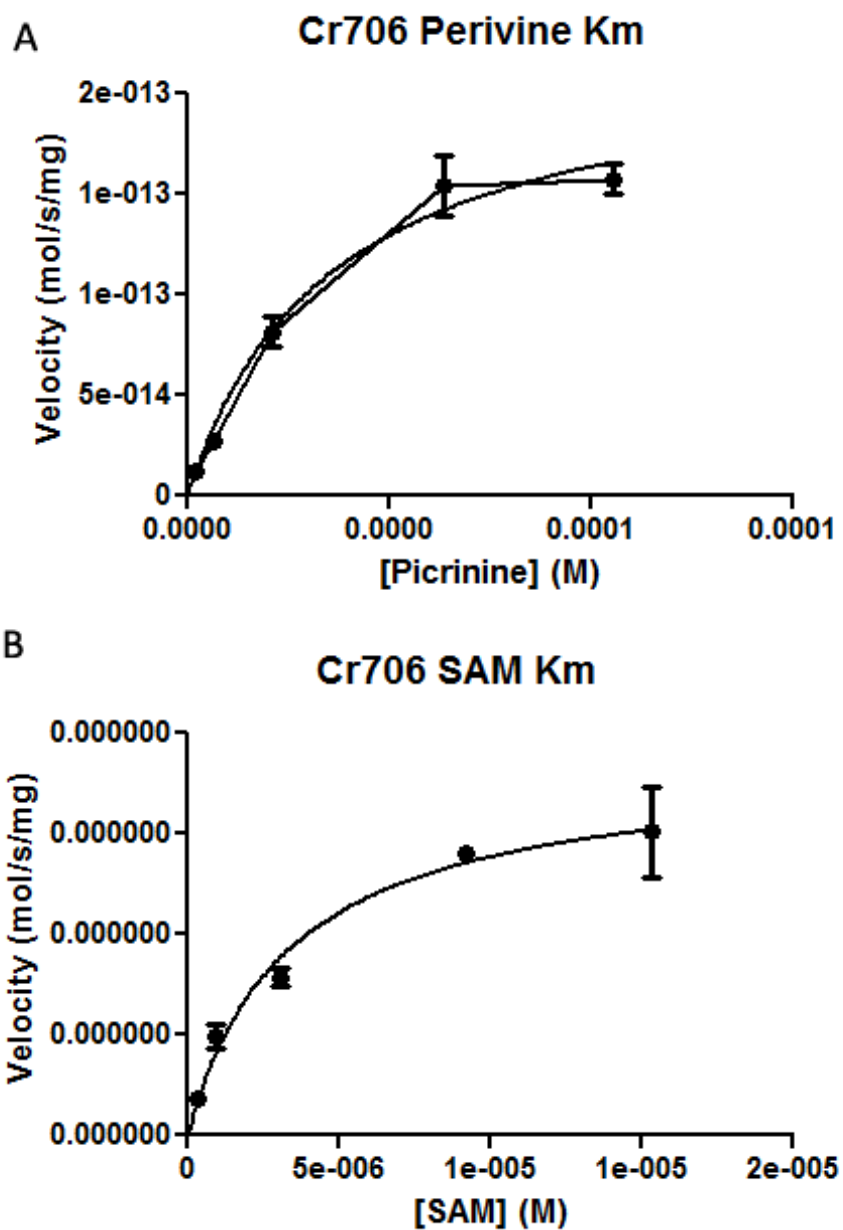 A
Cr706 Perivine Km
Velocity (mol/s/mg)
2e-013
1e-013
1e-013
5e-014
0
0.0000 0.0000 0.0001 0.0001
[Picrinine] (M)
B
Cr706 SAM Km
Velocity (mol/s/mg)
0.000000
0.000000
0.000000
0.000000
0.000000
0 5e-006 1e-005 1e-005 2e-005
[SAM] (M)